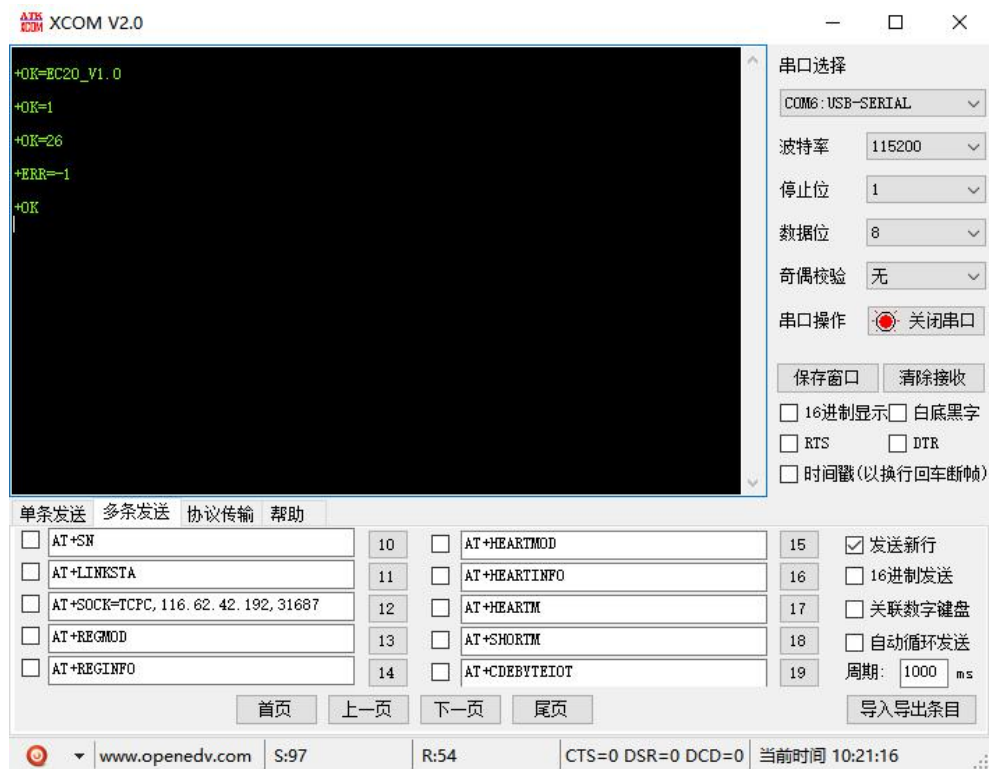 ATK XCOM XCOM V2.0
+OK=EC20_V1.0
+OK=1
+OK=26
+ERR=-1
+OK
串口选择
COM6:USB-SERIAL
波特率 115200
停止位 1
数据位 8
奇偶校验 无
串口操作 关闭串口
保存窗口 清除接收
16进制显示 白底黑字
RTS DTR
时间戳(以换行回车断帧)
单条发送 多条发送 协议传输 帮助
AT+SN 10 AT+HEARTMOD 15 发送新行
AT+LINKSTA 11 AT+HEARTINFO 16 16进制发送
AT+SOCK=TCPC,116.62.42.192,31687 12 AT+HEARTM 17 关联数字键盘
AT+REGMOD 13 AT+SHORTM 18 自动循环发送
AT+REGINFO 14 AT+CDEBYTEIOT 19 周期: 1000 ms
首页 上一页 下一页 尾页 导入导出条目
www.openedv.com S:97 R:54 CTS=0 DSR=0 DCD=0 当前时间 10:21:16